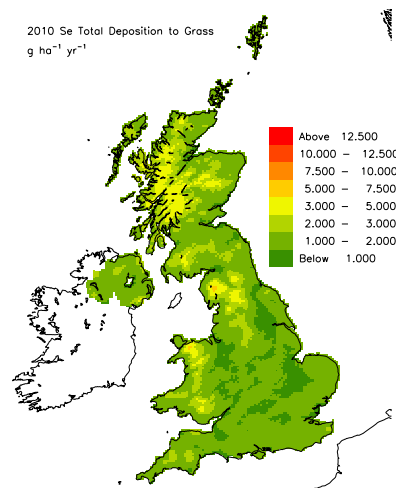 2010 Se Total Deposition to Grass
g ha⁻¹ yr⁻¹
Above 12.500
10.000 – 12.500
7.500 – 10.000
5.000 – 7.500
3.000 – 5.000
2.000 – 3.000
1.000 – 2.000
Below 1.000